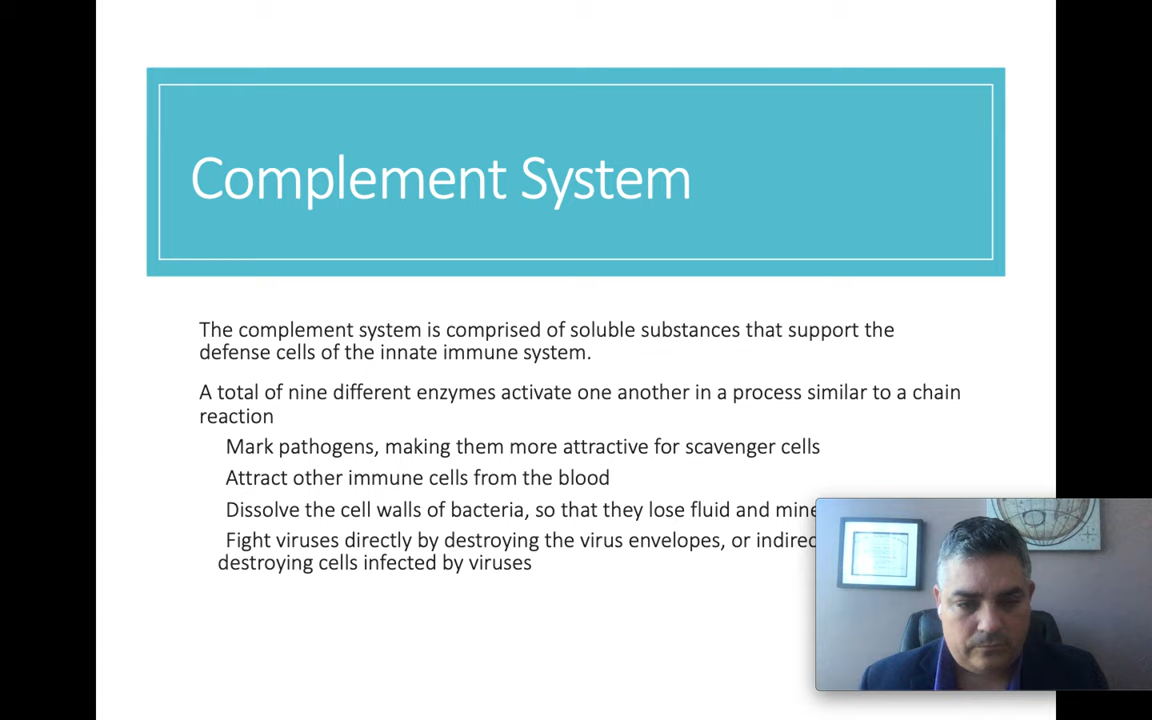 Complement System
The complement system is comprised of soluble substances that support the
defense cells of the innate immune system.
A total of nine different enzymes activate one another in a process similar to a chain
reaction
Mark pathogens, making them more attractive for scavenger cells
Attract other immune cells from the blood
Dissolve the cell walls of bacteria, so that they lose fluid and
Fight viruses directly by destroying the virus envelopes, or
destroying cells infected by viruses